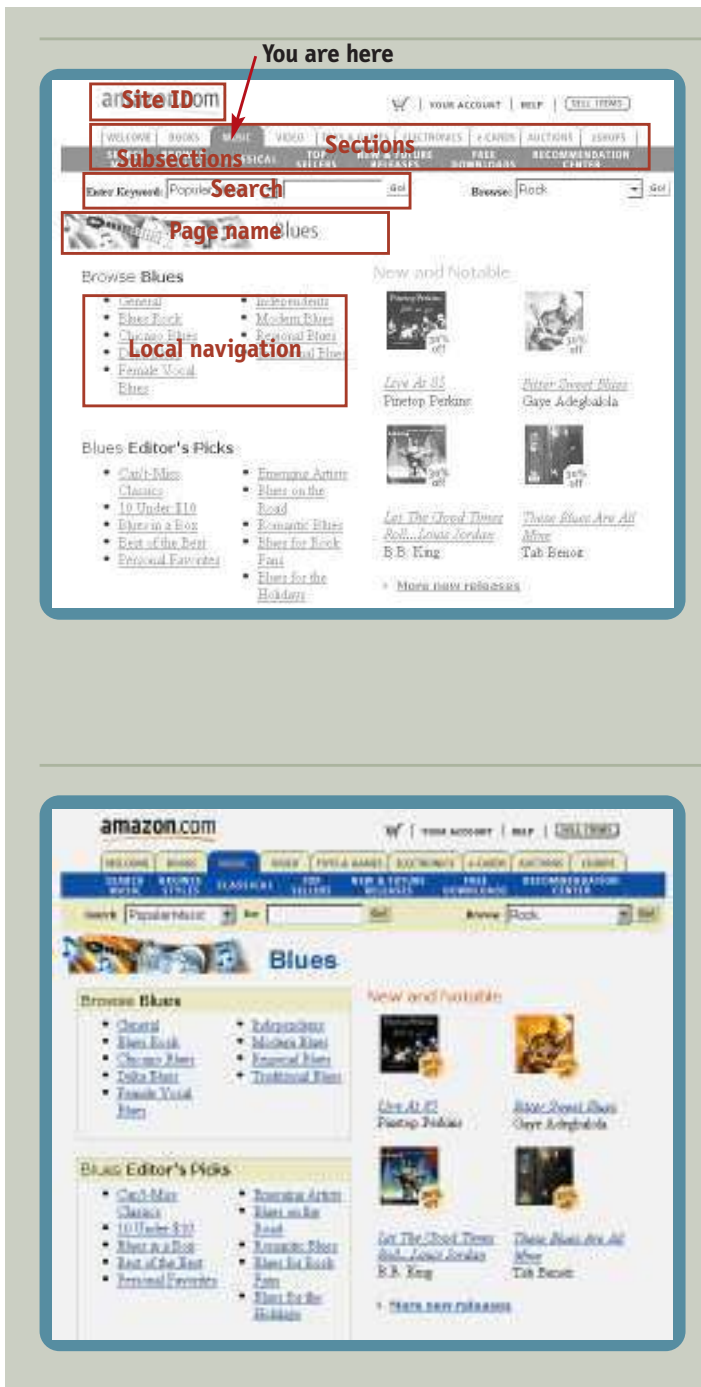 You are here
amazon.com Site ID
YOUR ACCOUNT | HELP | SELL ITEMS
WELCOME BOOKS MUSIC VIDEO TOYS & GAMES ELECTRONICS e-CARDS AUCTIONS zSHOPS
Sections
Subsections
CLASSICAL TOP SELLERS NEW & FUTURE RELEASES FREE DOWNLOADS RECOMMENDATION CENTER
Enter Keyword: Popular Search Go! Browse: Rock Go!
Page name Blues
Browse Blues
New and Notable
General
Independents
Blues Rock
Modern Blues
Chicago Blues
Regional Blues
Local navigation
Female Vocal
Blues
30% off
Live At 85
Pinetop Perkins
Bitter Sweet Blues
Gaye Adegbalola
Blues Editor's Picks
Can't-Miss
Classics
10 Under $10
Blues in a Box
Best of the Best
Personal Favorites
Emerging Artists
Blues on the
Road
Romantic Blues
Blues for Rock
Fans
Blues for the
Holidays
30% off
30% off
Let The Good Times
Roll...Louis Jordan
B.B. King
These Blues Are All
Mine
Tab Benoit
More new releases
amazon.com
YOUR ACCOUNT | HELP | SELL ITEMS
WELCOME BOOKS MUSIC VIDEO TOYS & GAMES ELECTRONICS e-CARDS AUCTIONS zSHOPS
SEARCH MUSIC BROWSE STYLES CLASSICAL TOP SELLERS NEW & FUTURE RELEASES FREE DOWNLOADS RECOMMENDATION CENTER
Search Popular Music for Go! Browse Rock Go!
Blues
Browse Blues
New and Notable
General
Blues Rock
Chicago Blues
Delta Blues
Female Vocal
Blues
Independents
Modern Blues
Regional Blues
Traditional Blues
Live At 85
Pinetop Perkins
Bitter Sweet Blues
Gaye Adegbalola
Blues Editor's Picks
Can't-Miss
Classics
10 Under $10
Blues in a Box
Best of the Best
Personal Favorites
Emerging Artists
Blues on the
Road
Romantic Blues
Blues for Rock
Fans
Blues for the
Holidays
Let The Good Times
Roll...Louis Jordan
B.B. King
These Blues Are All
Mine
Tab Benoit
More new releases